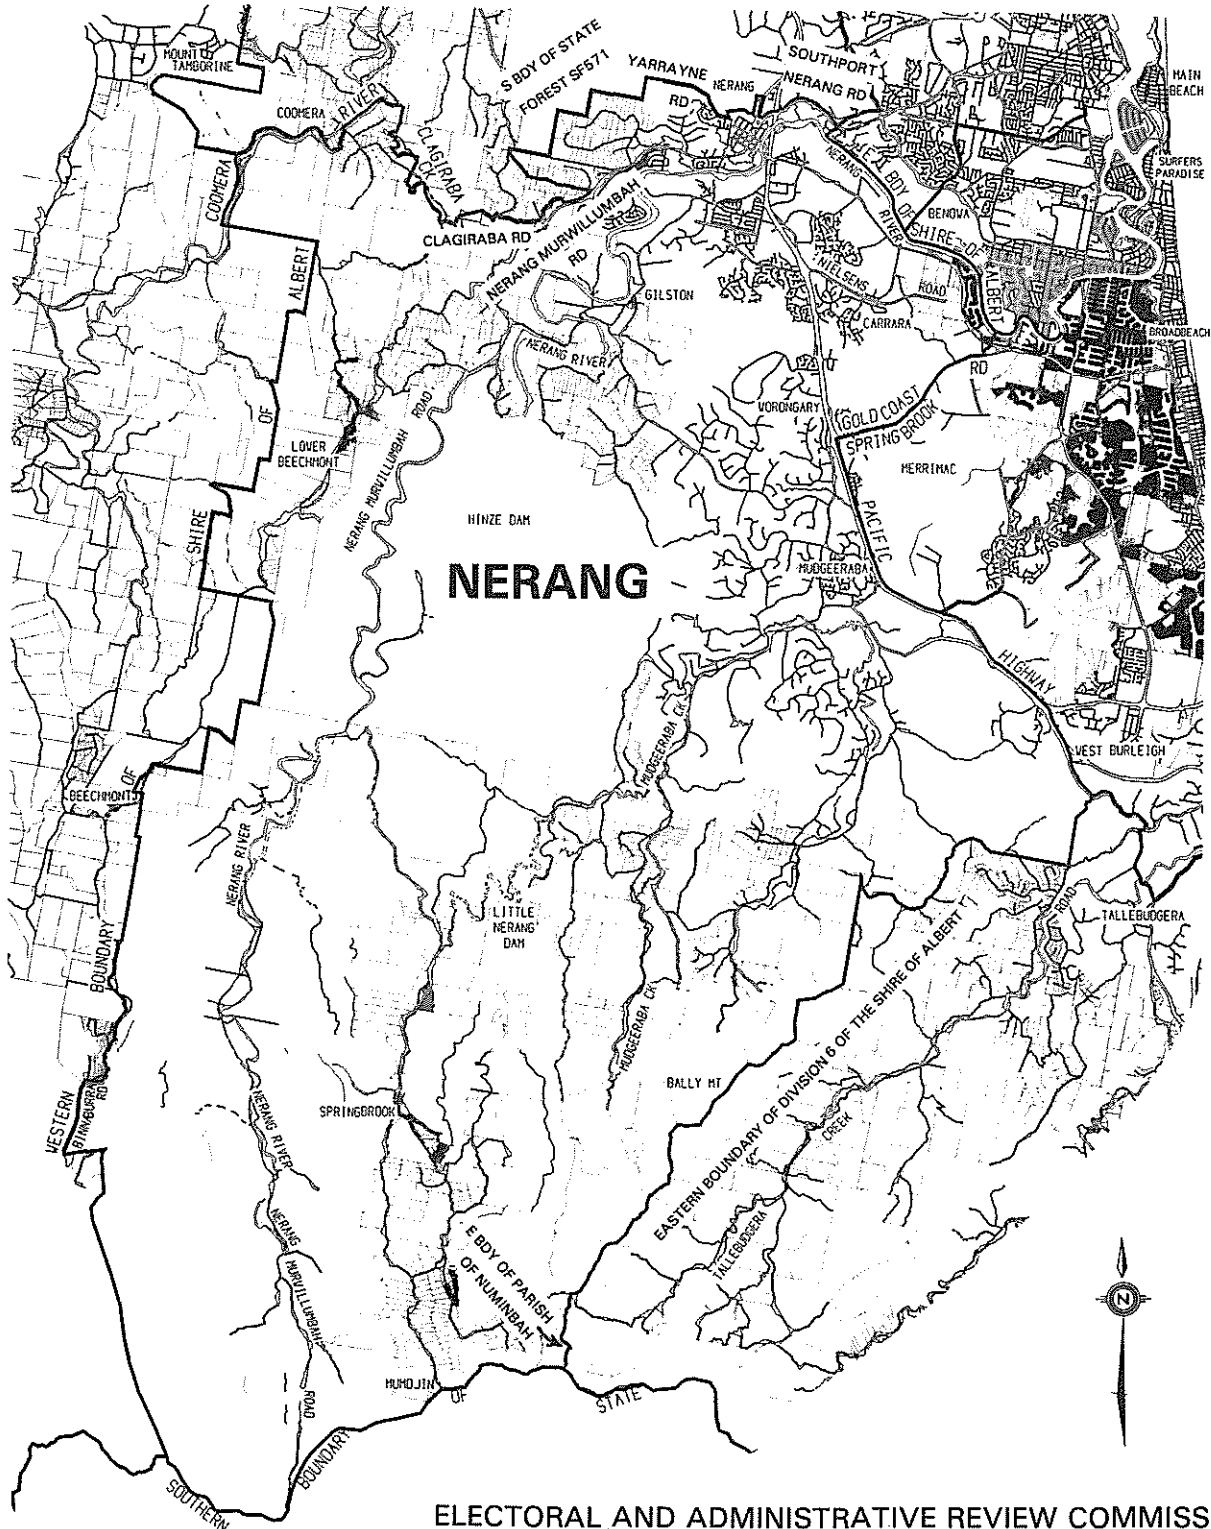 MOUNT
TAMBORINE
S BDY OF STATE
FOREST SF571
YARRAYNE
RD
NERANG
SOUTHPORT
NERANG RD
MAIN
BEACH
COOMERA
RIVER
CLAGIRABA
CK
COOMERA
SURFERS
PARADISE
NERANG
RIVER
BDY
OF
SHIRE OF
ALBERT
BENOWA
CLAGIRABA RD
NERANG MURWILLUMBAH
RD
ALBERT
NIELSENS
ROAD
GILSTON
CARRARA
BROADBEACH
NERANG RIVER
RD
ROAD
WORONGARY
GOLD COAST
SPRINGBROOK
OF
LOWER
BEECHMONT
MERRIMAC
NERANG MURWILLUMBAH
PACIFIC
SHIRE
HINZE DAM
NERANG
MUDGEERABA
HIGHWAY
MUDGEERABA CK
WEST BURLEIGH
OF
BEECHMONT
NERANG RIVER
LITTLE
NERANG
DAM
ROAD
TALLEBUDGERA
BOUNDARY
MUDGEERABA CK
EASTERN BOUNDARY OF DIVISION 6 OF THE SHIRE OF ALBERT
BALLY MT
WESTERN
BINNABURRA
RD
SPRINGBROOK
NERANG RIVER
CREEK
TALLEBUDGERA
NERANG
MURWILLUMBAH
ROAD
E BDY OF PARISH
OF NUMINBAH
N
MUMDJIN
OF
STATE
BOUNDARY
SOUTHERN
ELECTORAL AND ADMINISTRATIVE REVIEW COMMISS